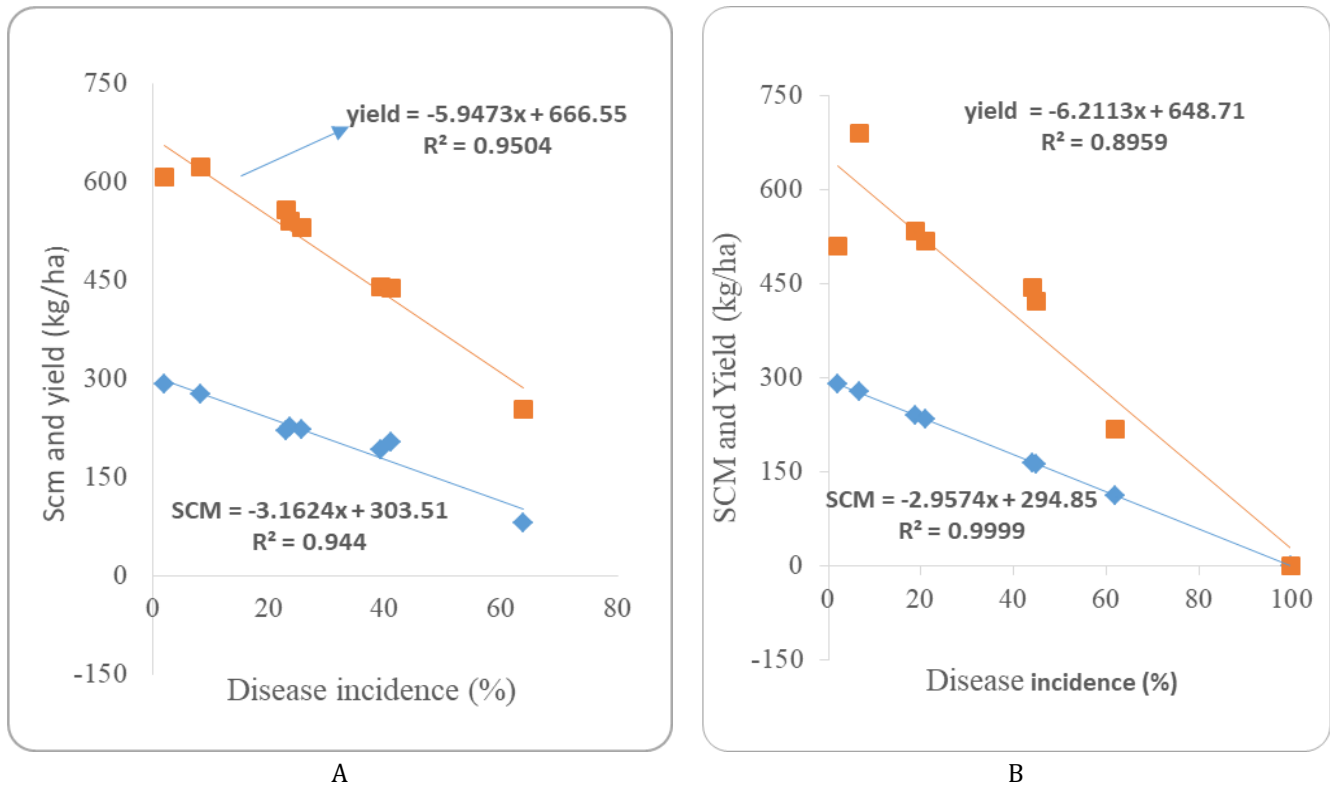 Scm and yield (kg/ha)
750
600
450
300
150
0
-150
yield = -5.9473x + 666.55
R² = 0.9504
SCM = -3.1624x + 303.51
R² = 0.944
0 20 40 60 80
Disease incidence (%)
A
SCM and Yield (kg/ha)
750
600
450
300
150
0
-150
yield = -6.2113x + 648.71
R² = 0.8959
SCM = -2.9574x + 294.85
R² = 0.9999
0 20 40 60 80 100
Disease incidence (%)
B